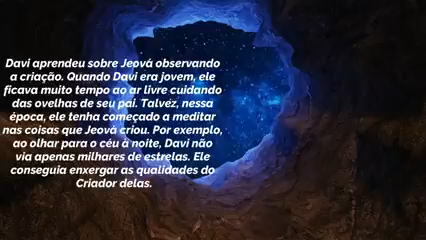 Davi aprendeu sobre Jeová observando
a criação. Quando Davi era jovem, ele
ficava muito tempo ao ar livre cuidando
das ovelhas de seu pai. Talvez, nessa
época, ele tenha começado a meditar
nas coisas que Jeová criou. Por exemplo,
ao olhar para o céu à noite, Davi não
via apenas milhares de estrelas. Ele
conseguia enxergar as qualidades do
Criador delas.